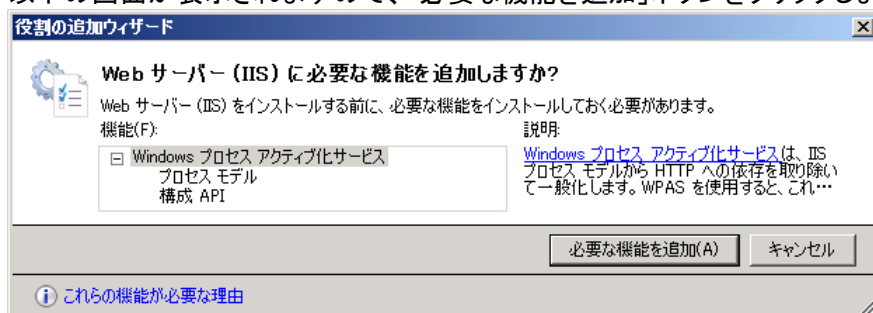 以下の画面が表示されますので、「必要な機能を追加」ボタンをクリックし
役割の追加ウィザード
Web サーバー (IIS) に必要な機能を追加しますか?
Web サーバー (IIS) をインストールする前に、必要な機能をインストールしておく必要があります。
機能(F):
説明:
Windows プロセス アクティブ化サービス
プロセス モデル
構成 API
Windows プロセス アクティブ化サービスは、IIS
プロセス モデルから HTTP への依存を取り除い
て一般化します。WPAS を使用すると、これ…
必要な機能を追加(A)
キャンセル
これらの機能が必要な理由